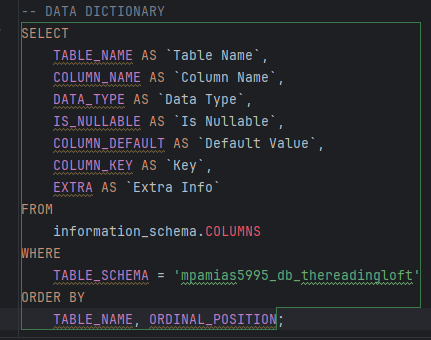 -- DATA DICTIONARY
SELECT
    TABLE_NAME AS `Table Name`,
    COLUMN_NAME AS `Column Name`,
    DATA_TYPE AS `Data Type`,
    IS_NULLABLE AS `Is Nullable`,
    COLUMN_DEFAULT AS `Default Value`,
    COLUMN_KEY AS `Key`,
    EXTRA AS `Extra Info`
FROM
    information_schema.COLUMNS
WHERE
    TABLE_SCHEMA = 'mpamias5995_db_thereadingloft'
ORDER BY
    TABLE_NAME, ORDINAL_POSITION;